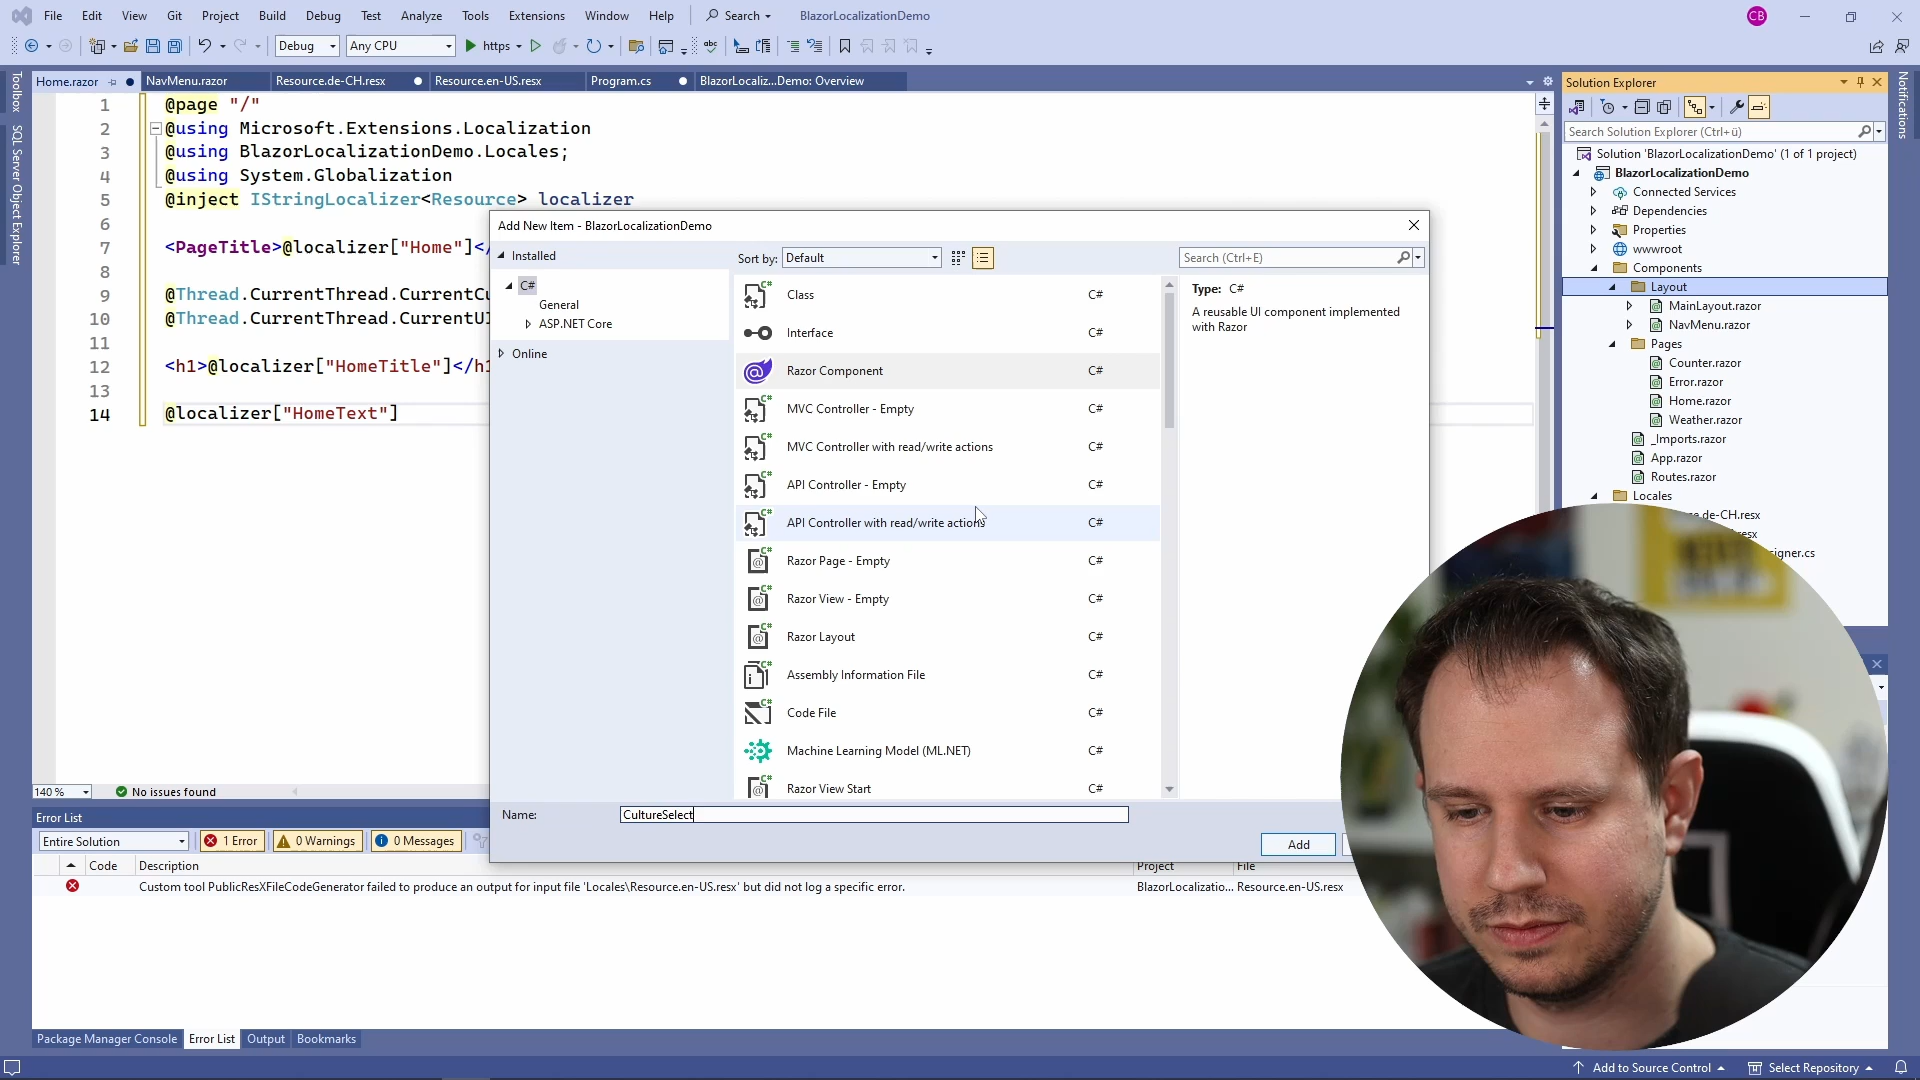 File Edit View Git Project Build Debug Test Analyze Tools Extensions Window Help Search BlazorLocalizationDemo CB
Debug Any CPU https
Toolbox
SQL Server Object Explorer
Notifications
Home.razor NavMenu.razor Resource.de-CH.resx Resource.en-US.resx Program.cs BlazorLocaliz...Demo: Overview
1 @page "/"
2 @using Microsoft.Extensions.Localization
3 @using BlazorLocalizationDemo.Locales;
4 @using System.Globalization
5 @inject IStringLocalizer<Resource> localizer
6
7 <PageTitle>@localizer["Home"]</
8
9 @Thread.CurrentThread.CurrentCu
10 @Thread.CurrentThread.CurrentUI
11
12 <h1>@localizer["HomeTitle"]</h1
13
14 @localizer["HomeText"]
140 % No issues found
Add New Item - BlazorLocalizationDemo
Installed
C#
General
ASP.NET Core
Online
Sort by: Default
Search (Ctrl+E)
Class C#
Interface C#
Razor Component C#
MVC Controller - Empty C#
MVC Controller with read/write actions C#
API Controller - Empty C#
API Controller with read/write actions C#
Razor Page - Empty C#
Razor View - Empty C#
Razor Layout C#
Assembly Information File C#
Code File C#
Machine Learning Model (ML.NET) C#
Razor View Start C#
Type: C#
A reusable UI component implemented
with Razor
Name: CultureSelect
Add
Solution Explorer
Search Solution Explorer (Ctrl+ü)
Solution 'BlazorLocalizationDemo' (1 of 1 project)
BlazorLocalizationDemo
Connected Services
Dependencies
Properties
wwwroot
Components
Layout
MainLayout.razor
NavMenu.razor
Pages
Counter.razor
Error.razor
Home.razor
Weather.razor
_Imports.razor
App.razor
Routes.razor
Locales
de-CH.resx
Error List
Entire Solution 1 Error 0 Warnings 0 Messages
Code Description Project File
Custom tool PublicResXFileCodeGenerator failed to produce an output for input file 'Locales\Resource.en-US.resx' but did not log a specific error. BlazorLocalizatio... Resource.en-US.resx
Package Manager Console Error List Output Bookmarks
Add to Source Control Select Repository